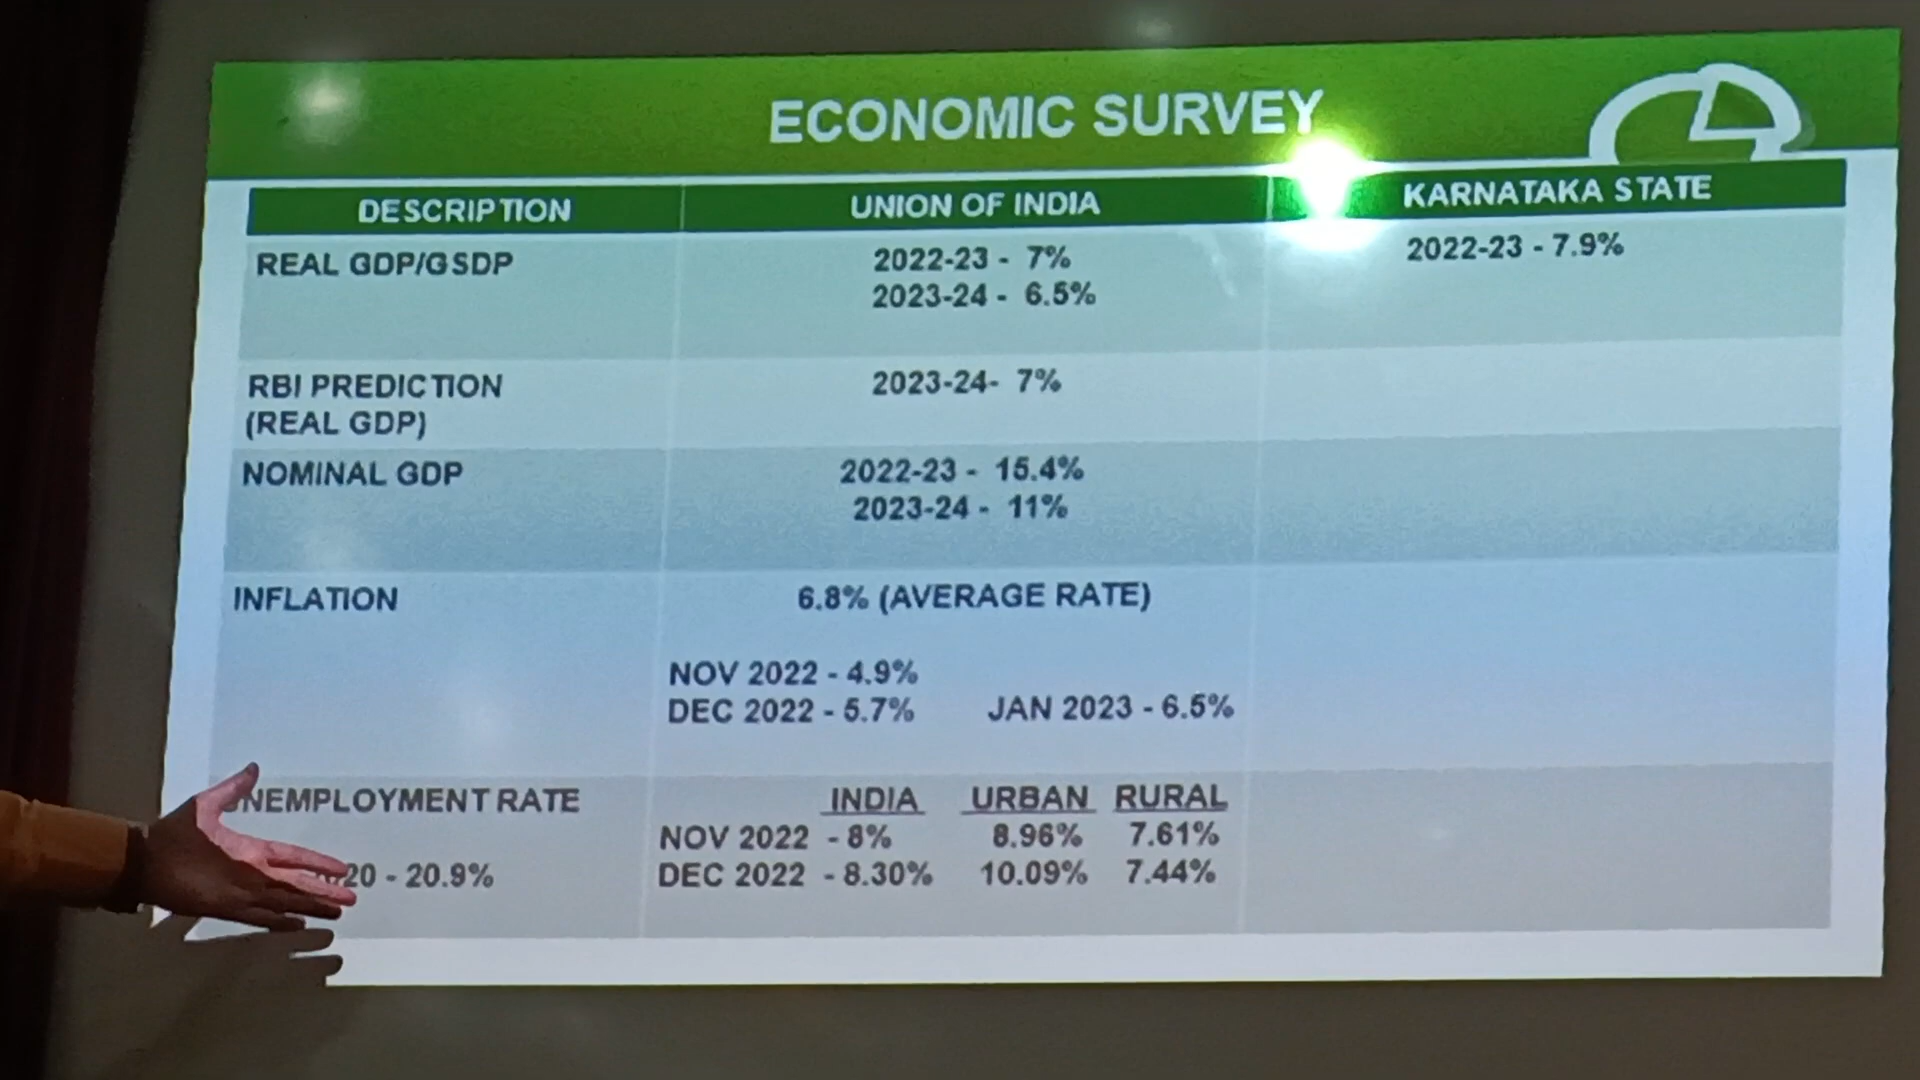 ECONOMIC SURVEY
DESCRIPTION UNION OF INDIA KARNATAKA STATE
REAL GDP/GSDP 2022-23 - 7% 2022-23 - 7.9%
2023-24 - 6.5%
RBI PREDICTION 2023-24- 7%
(REAL GDP)
NOMINAL GDP 2022-23 - 15.4%
2023-24 - 11%
INFLATION 6.8% (AVERAGE RATE)
NOV 2022 - 4.9%
DEC 2022 - 5.7% JAN 2023 - 6.5%
UNEMPLOYMENT RATE INDIA URBAN RURAL
NOV 2022 - 8% 8.96% 7.61%
20 - 20.9% DEC 2022 - 8.30% 10.09% 7.44%